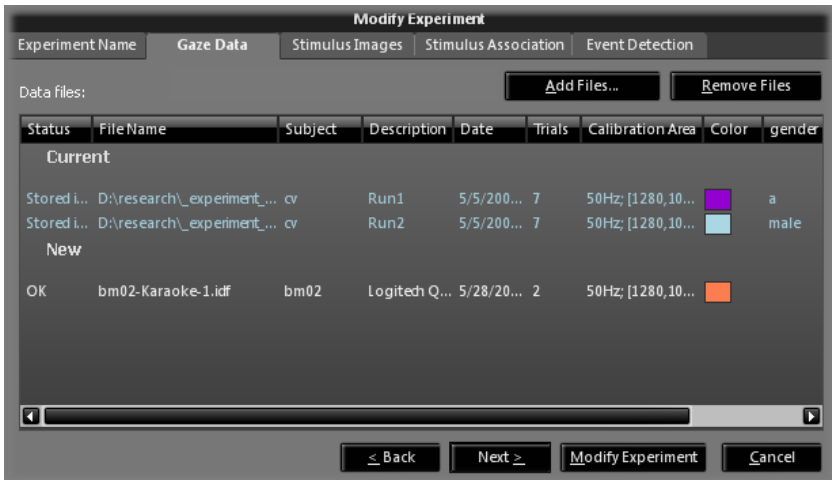 Modify Experiment
Experiment Name Gaze Data Stimulus Images Stimulus Association Event Detection
Data files: Add Files... Remove Files
Status File Name Subject Description Date Trials Calibration Area Color gender
Current
Stored i... D:\research\_experiment_... cv Run1 5/5/200... 7 50Hz; [1280,10... a
Stored i... D:\research\_experiment_... cv Run2 5/5/200... 7 50Hz; [1280,10... male
New
OK bm02-Karaoke-1.idf bm02 Logitech Q... 5/28/20... 2 50Hz; [1280,10...
< Back Next > Modify Experiment Cancel